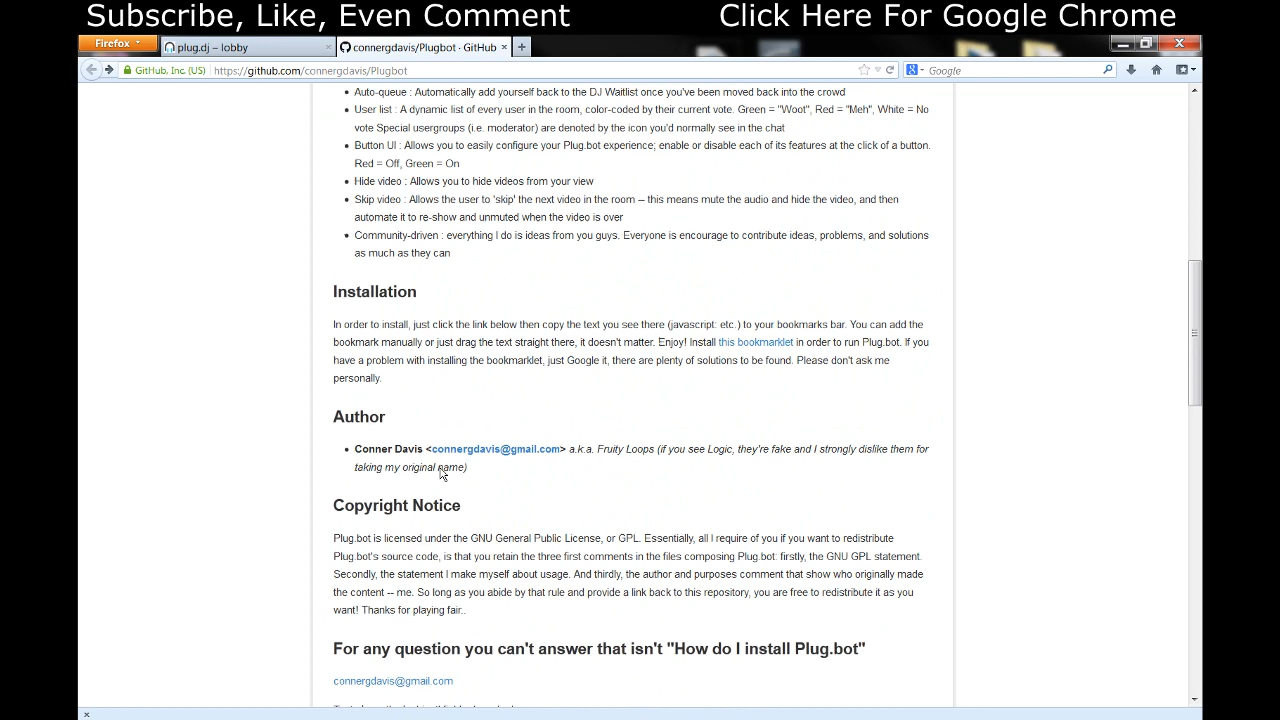 Subscribe, Like, Even Comment
Click Here For Google Chrome
Firefox
plug.dj – lobby
connergdavis/Plugbot · GitHub
GitHub, Inc. (US)
https://github.com/connergdavis/Plugbot
Google
Auto-queue : Automatically add yourself back to the DJ Waitlist once you've been moved back into the crowd
User list : A dynamic list of every user in the room, color-coded by their current vote. Green = "Woot", Red = "Meh", White = No
vote Special usergroups (i.e. moderator) are denoted by the icon you'd normally see in the chat
Button UI : Allows you to easily configure your Plug.bot experience; enable or disable each of its features at the click of a button.
Red = Off, Green = On
Hide video : Allows you to hide videos from your view
Skip video : Allows the user to 'skip' the next video in the room -- this means mute the audio and hide the video, and then
automate it to re-show and unmuted when the video is over
Community-driven : everything I do is ideas from you guys. Everyone is encourage to contribute ideas, problems, and solutions
as much as they can
Installation
In order to install, just click the link below then copy the text you see there (javascript: etc.) to your bookmarks bar. You can add the
bookmark manually or just drag the text straight there, it doesn't matter. Enjoy! Install this bookmarklet in order to run Plug.bot. If you
have a problem with installing the bookmarklet, just Google it, there are plenty of solutions to be found. Please don't ask me
personally.
Author
Conner Davis <connergdavis@gmail.com> a.k.a. Fruity Loops (if you see Logic, they're fake and I strongly dislike them for
taking my original name)
Copyright Notice
Plug.bot is licensed under the GNU General Public License, or GPL. Essentially, all I require of you if you want to redistribute
Plug.bot's source code, is that you retain the three first comments in the files composing Plug.bot: firstly, the GNU GPL statement.
Secondly, the statement I make myself about usage. And thirdly, the author and purposes comment that show who originally made
the content -- me. So long as you abide by that rule and provide a link back to this repository, you are free to redistribute it as you
want! Thanks for playing fair..
For any question you can't answer that isn't "How do I install Plug.bot"
connergdavis@gmail.com